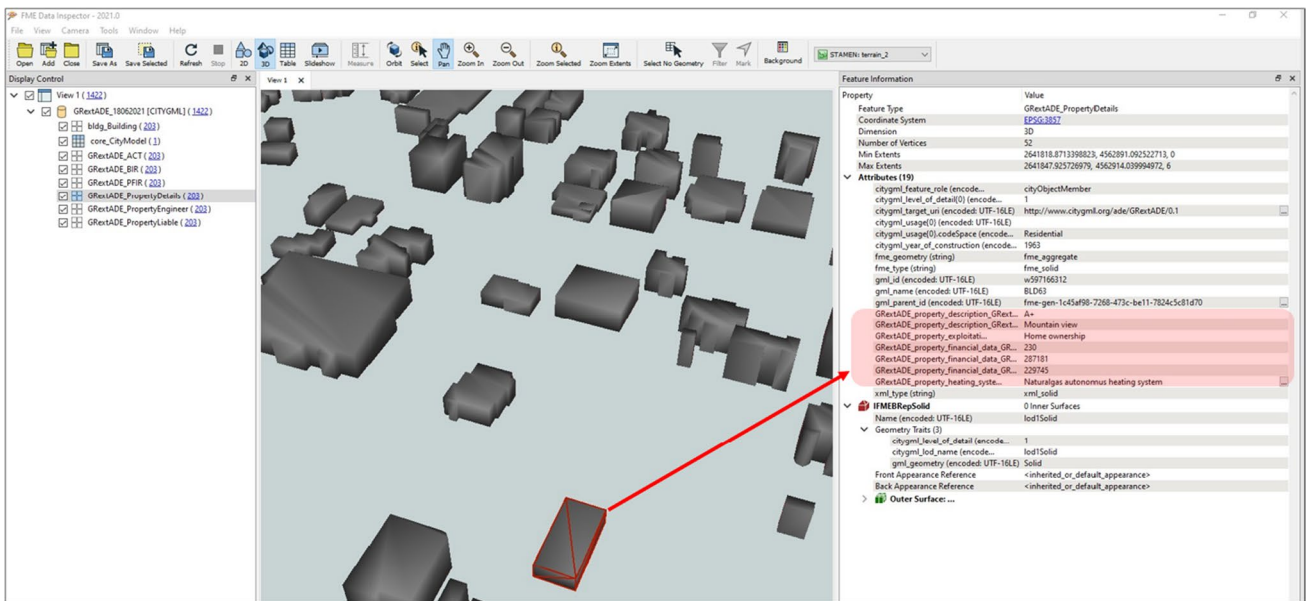 FME Data Inspector - 2021.0
File View Camera Tools Window Help
Open Add Close Save As Save Selected Refresh Stop 2D 3D Table Slideshow Measure Orbit Select Pan Zoom In Zoom Out Zoom Selected Zoom Extents Select No Geometry Filter Mark Background STAMEN: terrain_2
Display Control
View 1 (1422)
GRextADE_18062021 [CITYGML] (1422)
bldg_Building (203)
core_CityModel (1)
GRextADE_ACT (203)
GRextADE_BIR (203)
GRextADE_PFIR (203)
GRextADE_PropertyDetails (203)
GRextADE_PropertyEngineer (203)
GRextADE_PropertyLiable (203)
View 1
Feature Information
Property Value
Feature Type GRextADE_PropertyDetails
Coordinate System EPSG:3857
Dimension 3D
Number of Vertices 52
Min Extents 2641818.8713398823, 4562891.092522713, 0
Max Extents 2641847.925726979, 4562914.039994972, 6
Attributes (19)
citygml_feature_role (encode... cityObjectMember
citygml_level_of_detail(0) (encode... 1
citygml_target_uri (encoded: UTF-16LE) http://www.citygml.org/ade/GRextADE/0.1
citygml_usage(0) (encoded: UTF-16LE)
citygml_usage(0).codeSpace (encode... Residential
citygml_year_of_construction (encode... 1963
fme_geometry (string) fme_aggregate
fme_type (string) fme_solid
gml_id (encoded: UTF-16LE) w597166312
gml_name (encoded: UTF-16LE) BLD63
gml_parent_id (encoded: UTF-16LE) fme-gen-1c45af98-7268-473c-be11-7824c5c81d70
GRextADE_property_description_GRext... A+
GRextADE_property_description_GRext... Mountain view
GRextADE_property_exploitati... Home ownership
GRextADE_property_financial_data_GR... 230
GRextADE_property_financial_data_GR... 287181
GRextADE_property_financial_data_GR... 229745
GRextADE_property_heating_syste... Naturalgas autonomus heating system
xml_type (string) xml_solid
IFMEBRepSolid 0 Inner Surfaces
Name (encoded: UTF-16LE) lod1Solid
Geometry Traits (3)
citygml_level_of_detail (encode... 1
citygml_lod_name (encode... lod1Solid
gml_geometry (encoded: UTF-16LE) Solid
Front Appearance Reference <inherited_or_default_appearance>
Back Appearance Reference <inherited_or_default_appearance>
Outer Surface: ...